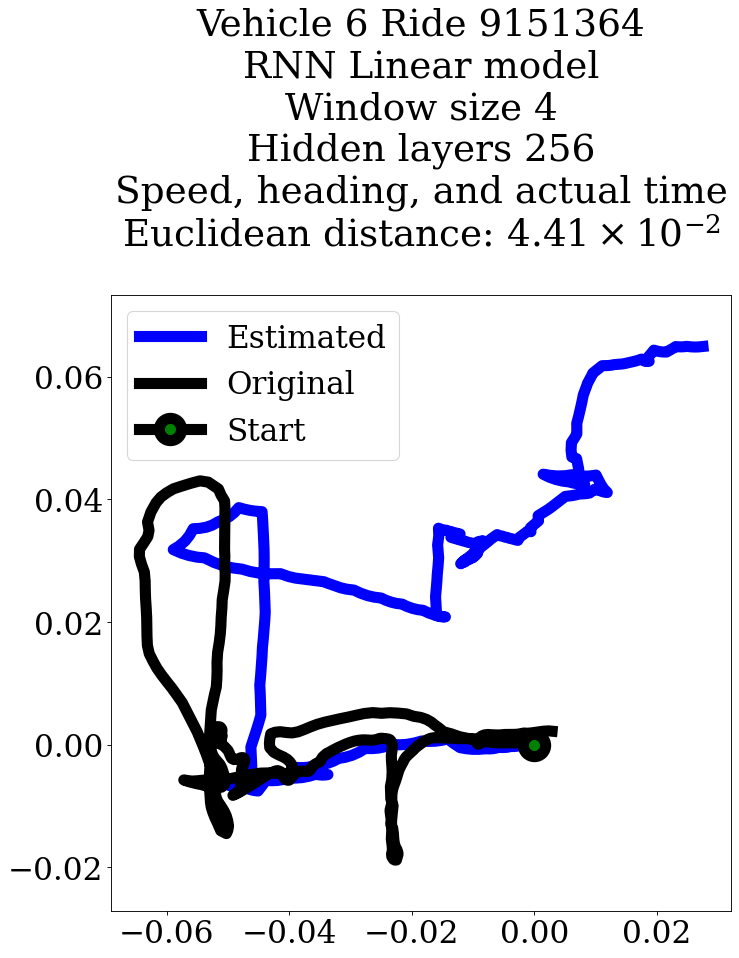 Vehicle 6 Ride 9151364
RNN Linear model
Window size 4
Hidden layers 256
Speed, heading, and actual time
Euclidean distance: 4.41 × 10⁻²
Estimated
Original
Start
0.06
0.04
0.02
0.00
−0.02
−0.06 −0.04 −0.02 0.00 0.02